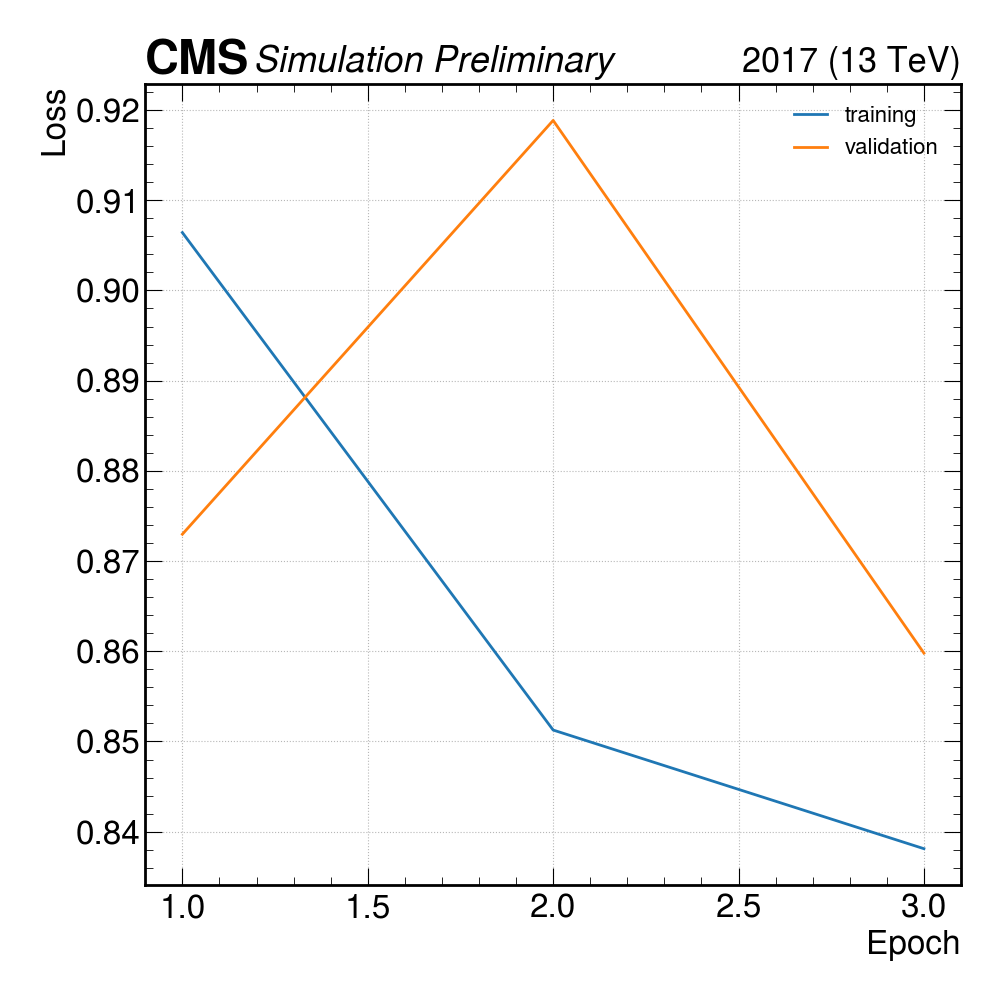 CMS Simulation Preliminary 2017 (13 TeV)
Loss
training
validation
0.92
0.91
0.90
0.89
0.88
0.87
0.86
0.85
0.84
1.0 1.5 2.0 2.5 3.0
Epoch